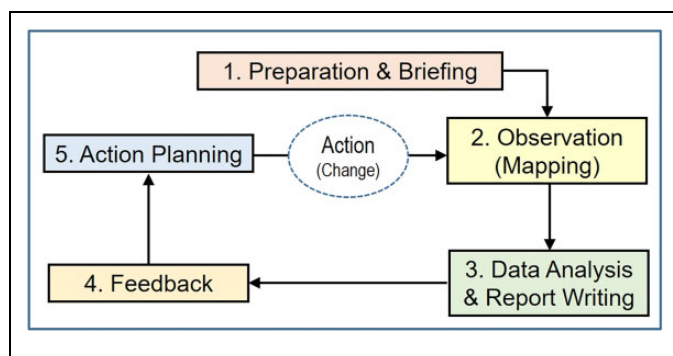 1. Preparation & Briefing
2. Observation
(Mapping)
3. Data Analysis
& Report Writing
4. Feedback
5. Action Planning
Action
(Change)